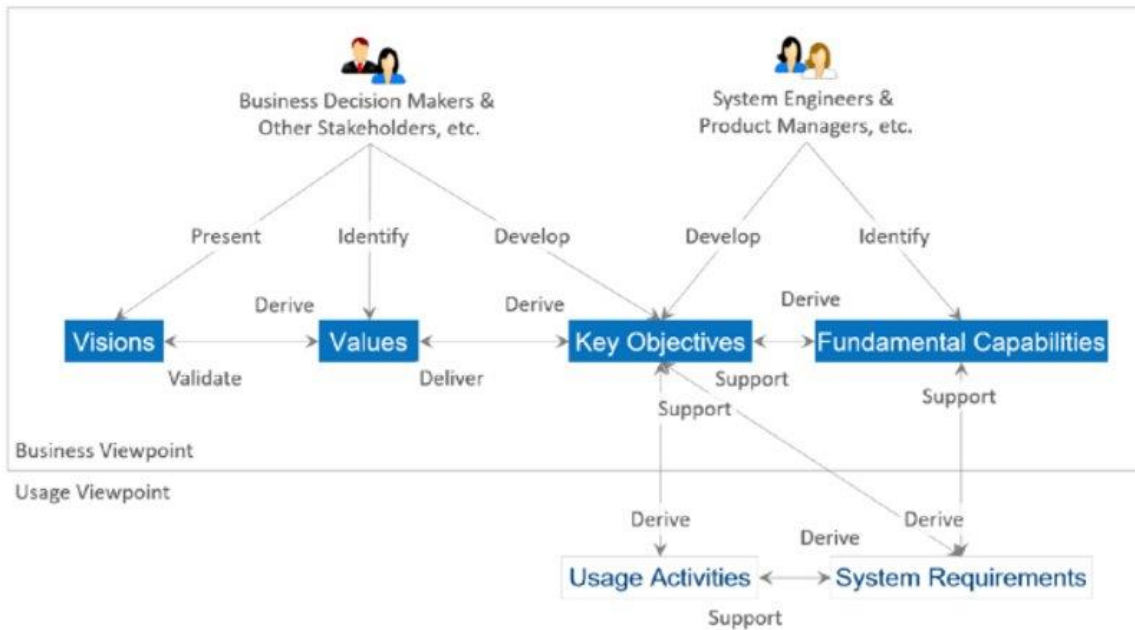 Business Decision Makers &
Other Stakeholders, etc.
System Engineers &
Product Managers, etc.
Present
Identify
Develop
Develop
Identify
Derive
Derive
Derive
Visions
Values
Key Objectives
Fundamental Capabilities
Validate
Deliver
Support
Support
Support
Business Viewpoint
Usage Viewpoint
Derive
Derive
Derive
Usage Activities
System Requirements
Support